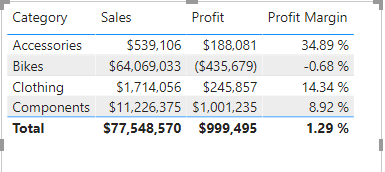 Category Sales Profit Profit Margin
Accessories $539,106 $188,081 34.89 %
Bikes $64,069,033 ($435,679) -0.68 %
Clothing $1,714,056 $245,857 14.34 %
Components $11,226,375 $1,001,235 8.92 %
Total $77,548,570 $999,495 1.29 %